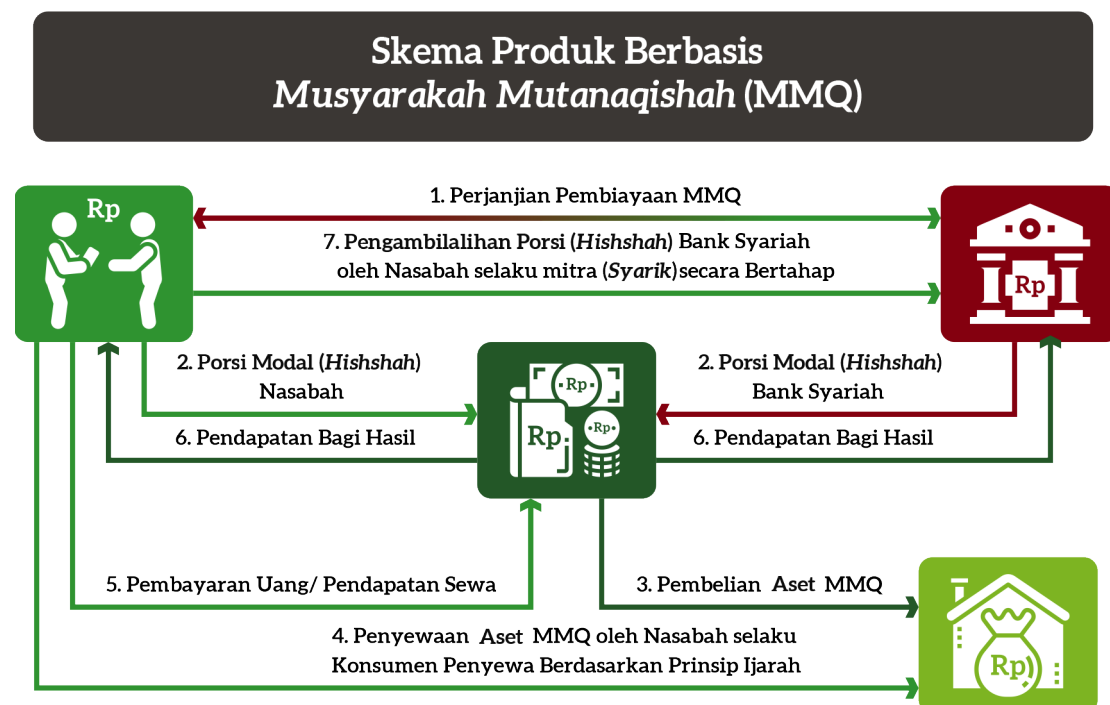 Skema Produk Berbasis
Musyarakah Mutanaqishah (MMQ)
Rp
1. Perjanjian Pembiayaan MMQ
7. Pengambilalihan Porsi (Hishshah) Bank Syariah
oleh Nasabah selaku mitra (Syarik)secara Bertahap
Rp
2. Porsi Modal (Hishshah)
Nasabah
Rp
Rp
Rp
2. Porsi Modal (Hishshah)
Bank Syariah
6. Pendapatan Bagi Hasil
6. Pendapatan Bagi Hasil
5. Pembayaran Uang/ Pendapatan Sewa
3. Pembelian Aset MMQ
4. Penyewaan Aset MMQ oleh Nasabah selaku
Konsumen Penyewa Berdasarkan Prinsip Ijarah
Rp